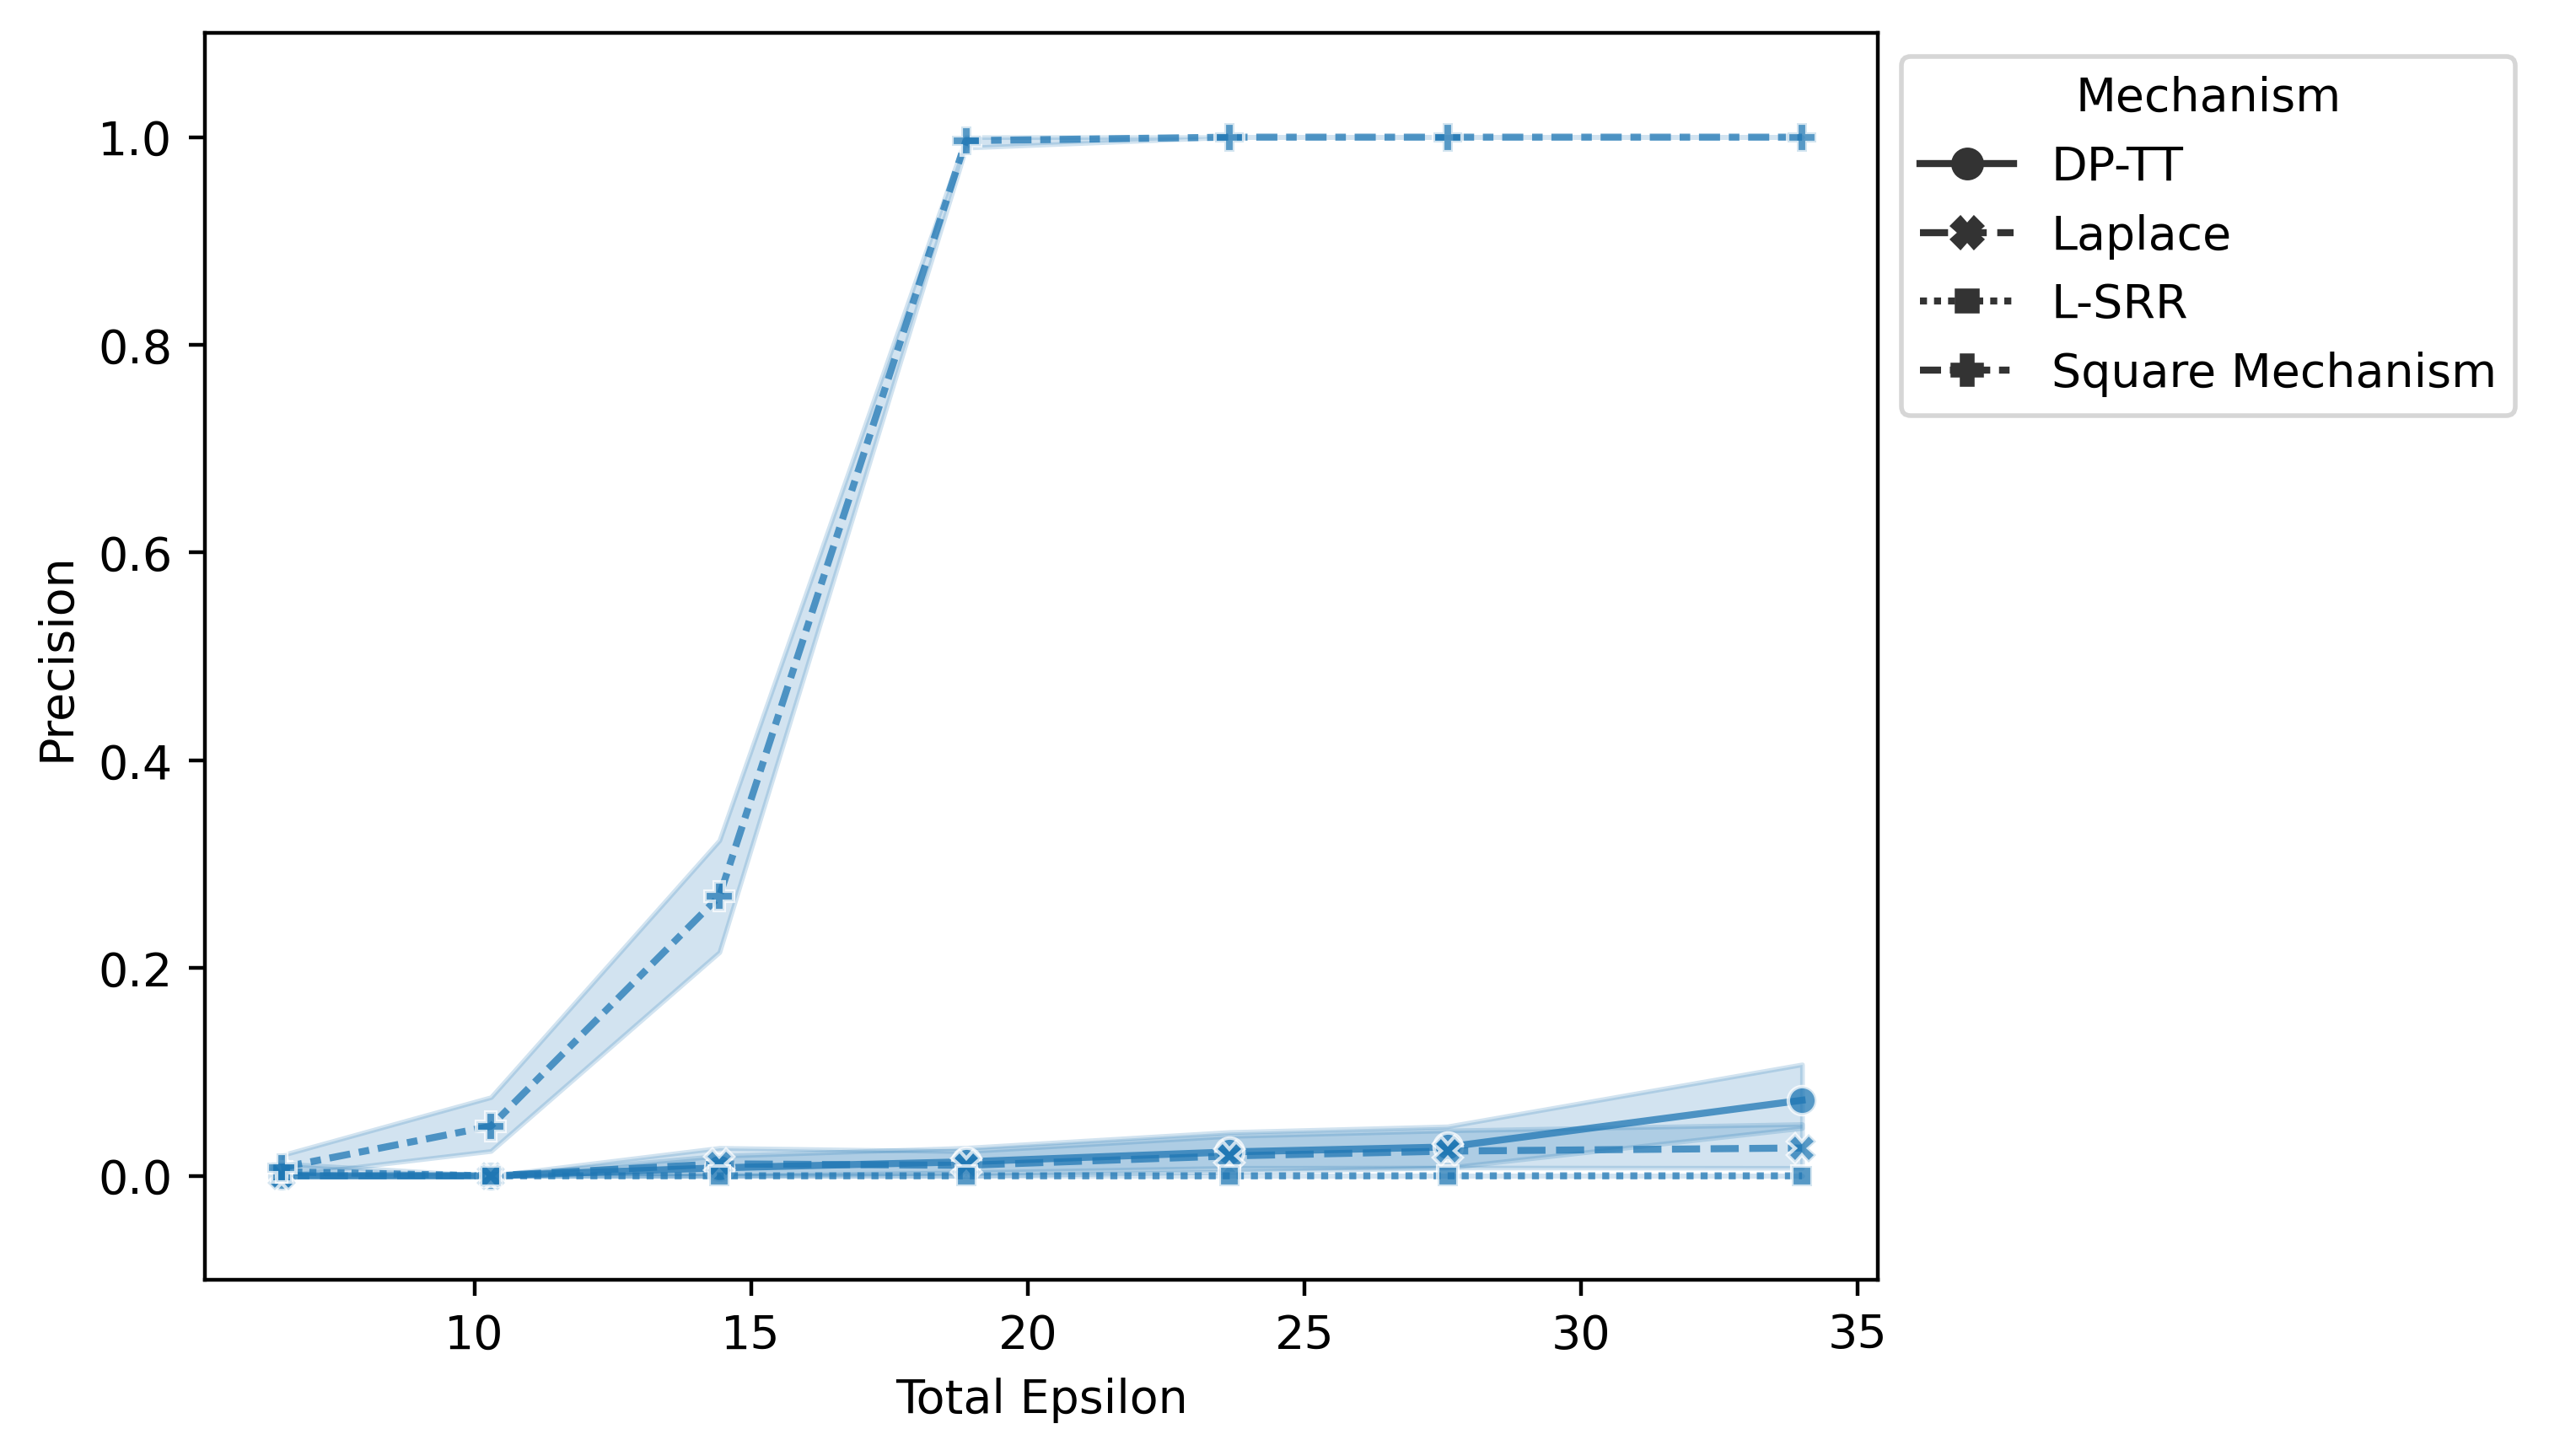 1.0
0.8
0.6
0.4
0.2
0.0
Precision
10 15 20 25 30 35
Total Epsilon
Mechanism
DP-TT
Laplace
L-SRR
Square Mechanism